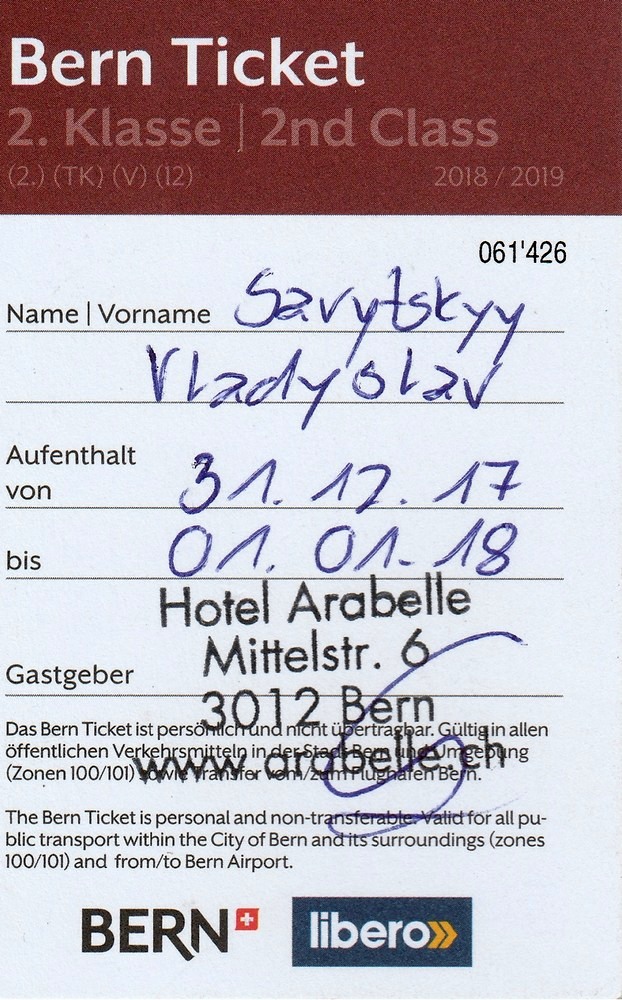 Bern Ticket
2. Klasse | 2nd Class
(2.) (TK) (V) (12) 2018 / 2019
061'426
Name | Vorname Savytskyy
Vladyslav
Aufenthalt
von 31. 12. 17
bis 01. 01. 18
Hotel Arabelle
Mittelstr. 6
Gastgeber
3012 Bern
Das Bern Ticket ist persönlich und nicht übertragbar. Gültig in allen
öffentlichen Verkehrsmitteln in der Stadt Bern und Umgebung
www.arabelle.ch
(Zonen 100/101) sowie Transfer vom/zum Flughafen Bern.
The Bern Ticket is personal and non-transferable. Valid for all pu-
blic transport within the City of Bern and its surroundings (zones
100/101) and from/to Bern Airport.
BERN libero